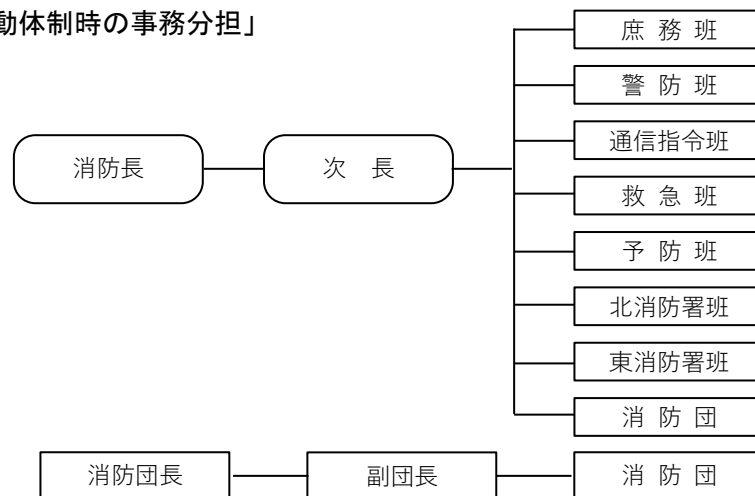 動体制時の事務分担」
庶 務 班
警 防 班
通信指令班
消防長
次 長
救 急 班
予 防 班
北消防署班
東消防署班
消 防 団
消防団長
副団長
消 防 団